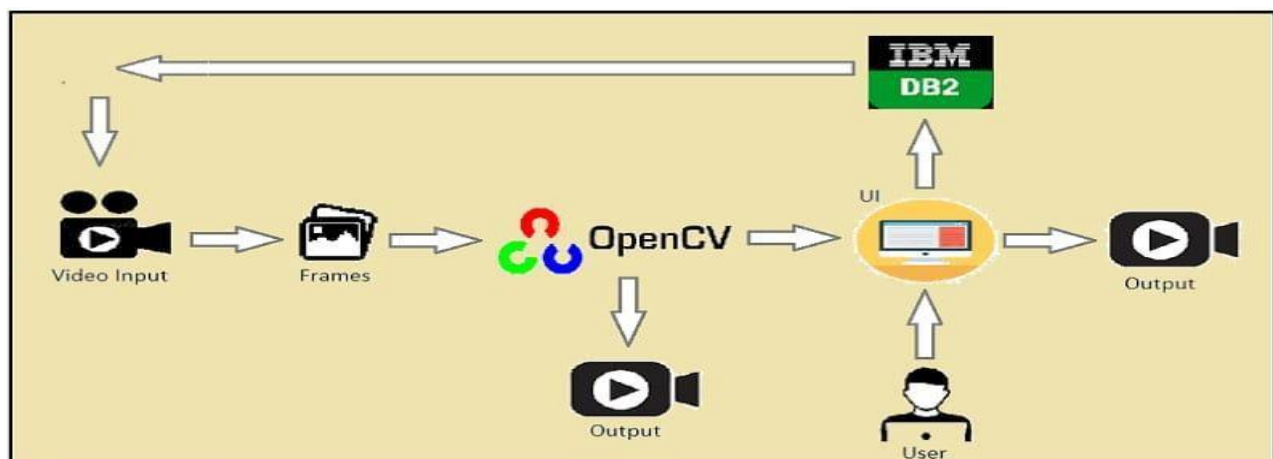 IBM
DB2
UI
OpenCV
Video Input
Frames
Output
Output
User